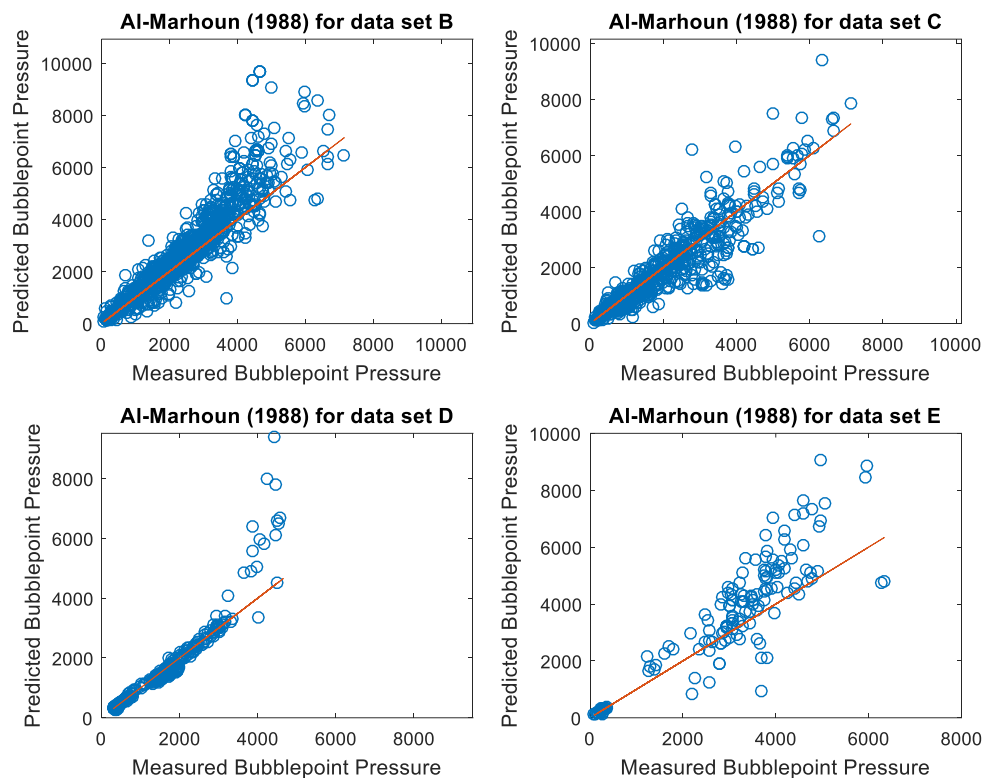 Al-Marhoun (1988) for data set B
Predicted Bubblepoint Pressure
10000
8000
6000
4000
2000
0
0 2000 4000 6000 8000 10000
Measured Bubblepoint Pressure
Al-Marhoun (1988) for data set C
Predicted Bubblepoint Pressure
10000
8000
6000
4000
2000
0
0 2000 4000 6000 8000 10000
Measured Bubblepoint Pressure
Al-Marhoun (1988) for data set D
Predicted Bubblepoint Pressure
8000
6000
4000
2000
0
0 2000 4000 6000 8000
Measured Bubblepoint Pressure
Al-Marhoun (1988) for data set E
Predicted Bubblepoint Pressure
10000
8000
6000
4000
2000
0
0 2000 4000 6000 8000
Measured Bubblepoint Pressure